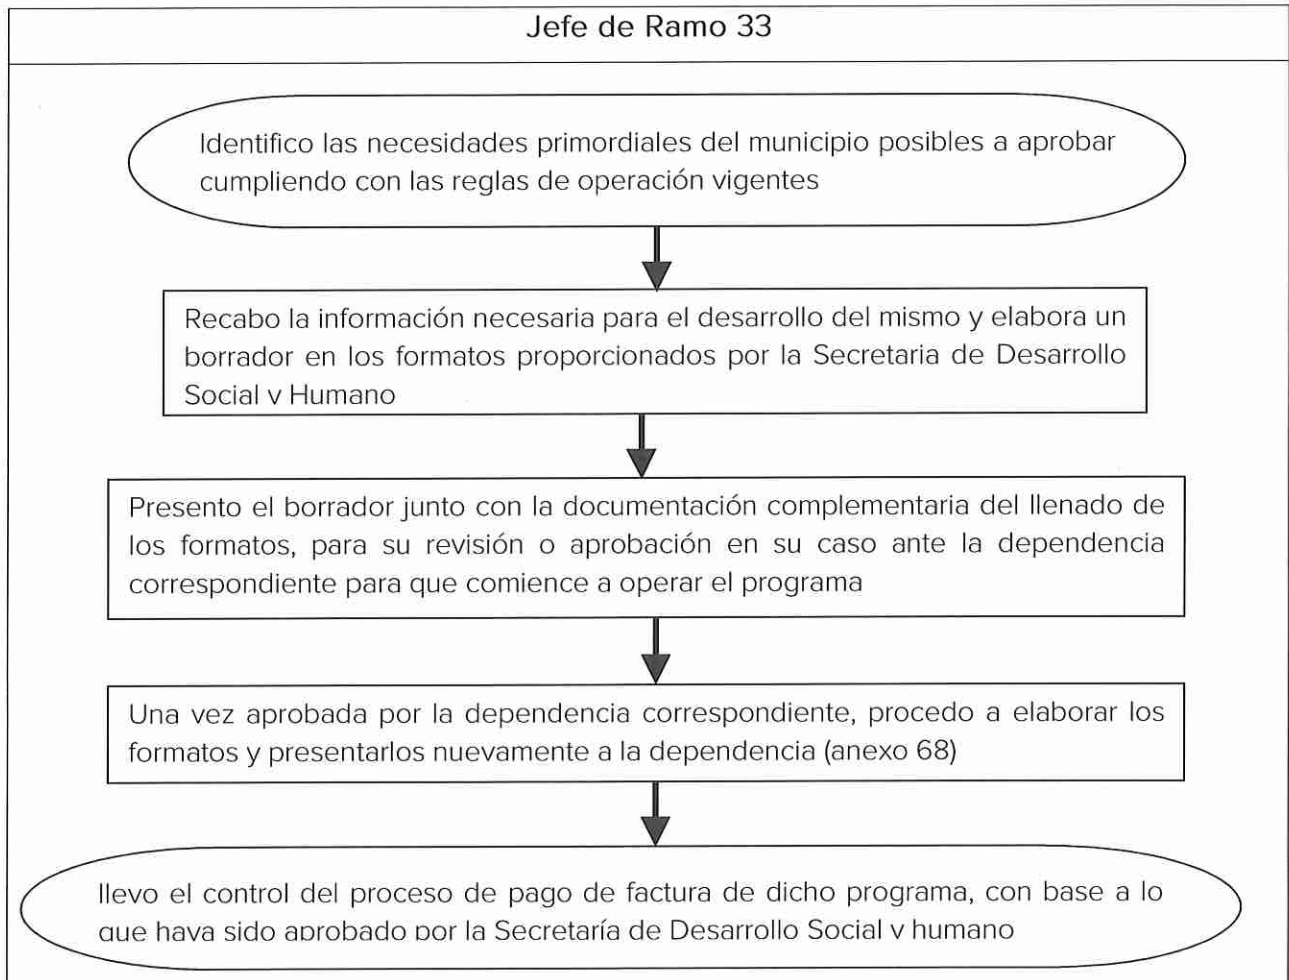 Jefe de Ramo 33
Identifico las necesidades primordiales del municipio posibles a aprobar
cumpliendo con las reglas de operación vigentes
Recabo la información necesaria para el desarrollo del mismo y elabora un
borrador en los formatos proporcionados por la Secretaria de Desarrollo
Social y Humano
Presento el borrador junto con la documentación complementaria del llenado de
los formatos, para su revisión o aprobación en su caso ante la dependencia
correspondiente para que comience a operar el programa
Una vez aprobada por la dependencia correspondiente, procedo a elaborar los
formatos y presentarlos nuevamente a la dependencia (anexo 68)
llevo el control del proceso de pago de factura de dicho programa, con base a lo
que haya sido aprobado por la Secretaría de Desarrollo Social y humano